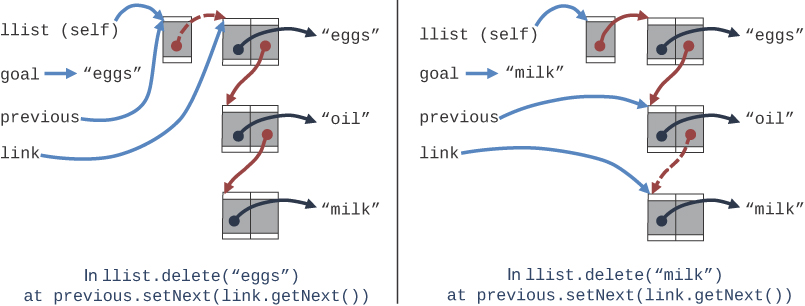 llist (self)
"eggs"
goal "eggs"
previous
"oil"
link
"milk"
In llist.delete("eggs")
at previous.setNext(link.getNext())
llist (self)
"eggs"
goal "milk"
previous
"oil"
link
"milk"
In llist.delete("milk")
at previous.setNext(link.getNext())